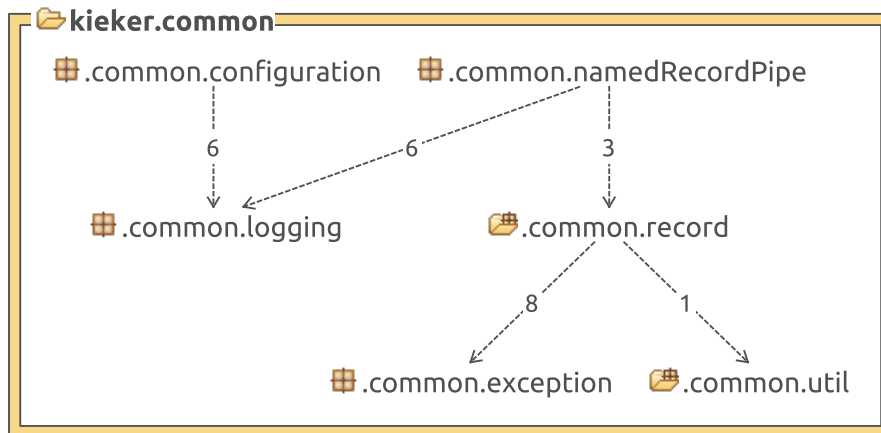 kieker.common
.common.configuration
.common.namedRecordPipe
6
6
3
.common.logging
.common.record
8
1
.common.exception
.common.util